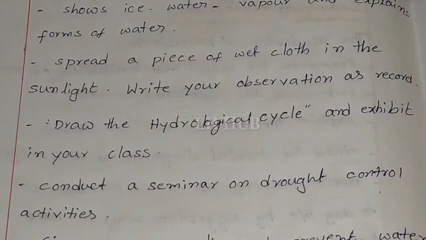 - shows ice - water - vapour and explains
forms of water.
- spread a piece of wet cloth in the
sunlight. Write your observation as record.
- "Draw the Hydrological cycle" and exhibit
in your class.
- conduct a seminar on drought control
activities.
water